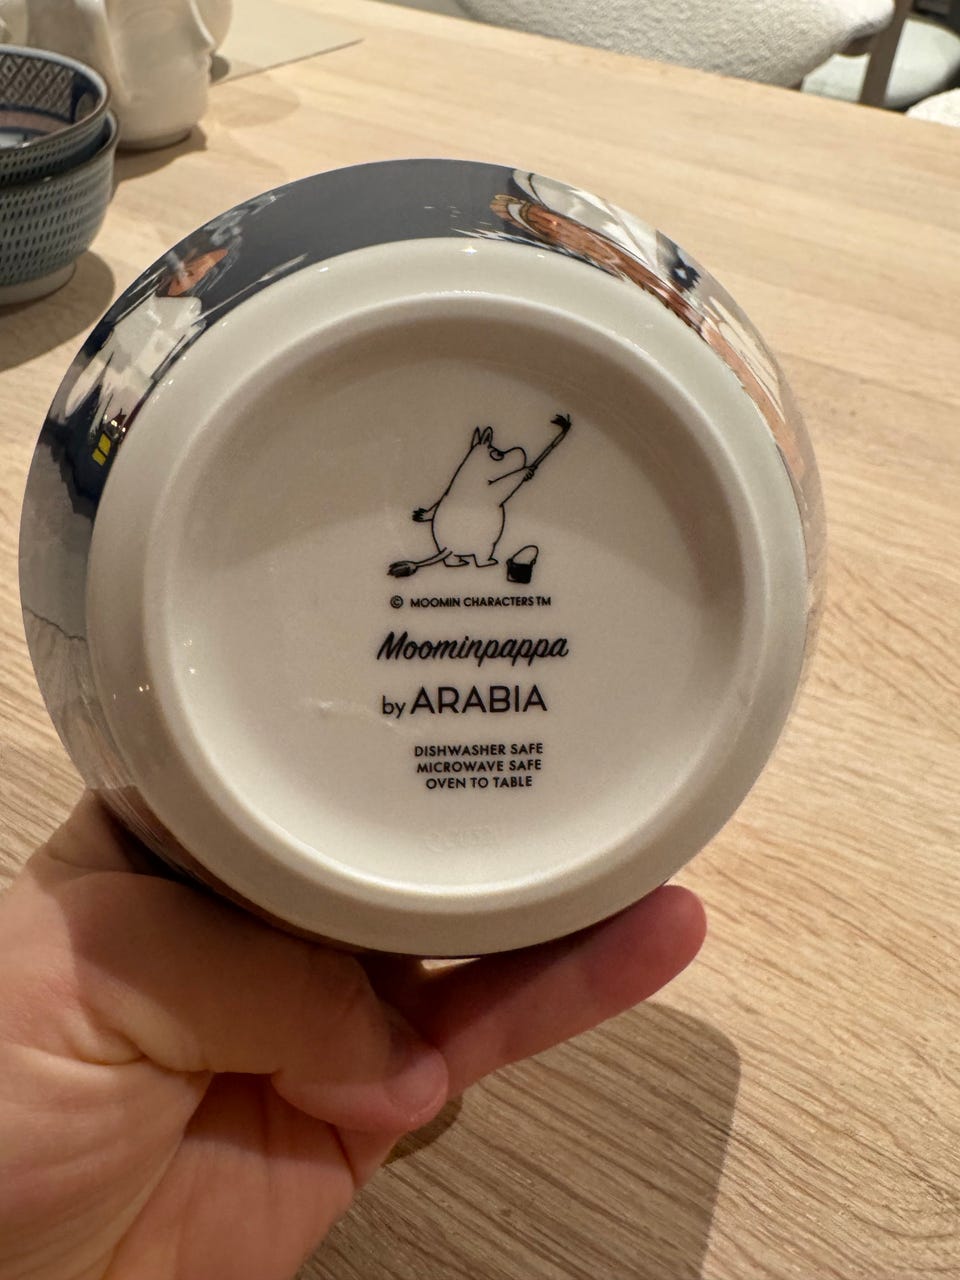 © MOOMIN CHARACTERS TM
Moominpappa
by ARABIA
DISHWASHER SAFE
MICROWAVE SAFE
OVEN TO TABLE